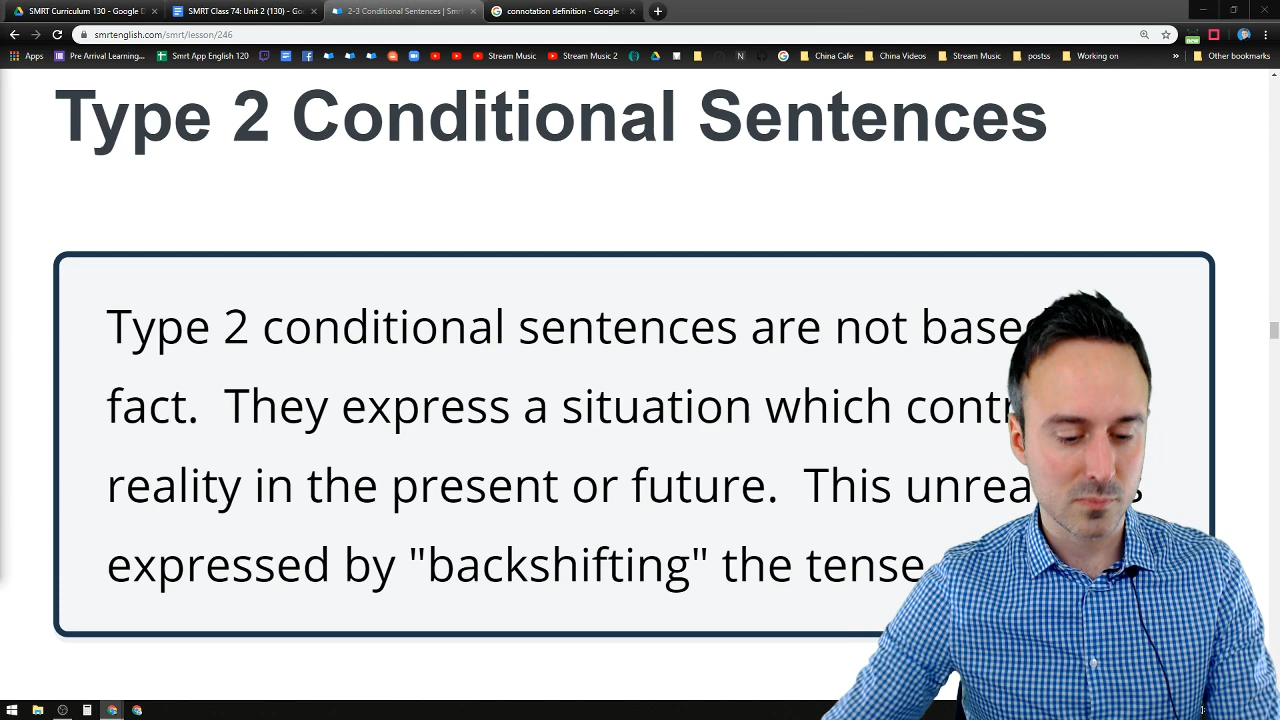 SMRT Curriculum 130 - Google D
SMRT Class 74: Unit 2 (130) - Go
2-3 Conditional Sentences | Smr
connotation definition - Google
smrtenglish.com/smrt/lesson/246
new
Apps
Pre Arrival Learning...
Smrt App English 120
Stream Music
Stream Music 2
China Cafe
China Videos
Stream Music
postss
Working on
»
Other bookmarks
Type 2 Conditional Sentences
Type 2 conditional sentences are not base
fact. They express a situation which cont
reality in the present or future. This unrea
expressed by "backshifting" the tense